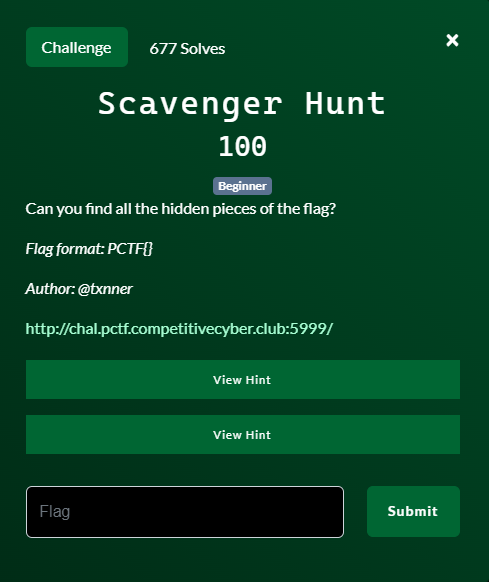 Challenge
677 Solves
×
Scavenger Hunt
100
Beginner
Can you find all the hidden pieces of the flag?
Flag format: PCTF{}
Author: @txnner
http://chal.pctf.competitivecyber.club:5999/
View Hint
View Hint
Flag
Submit